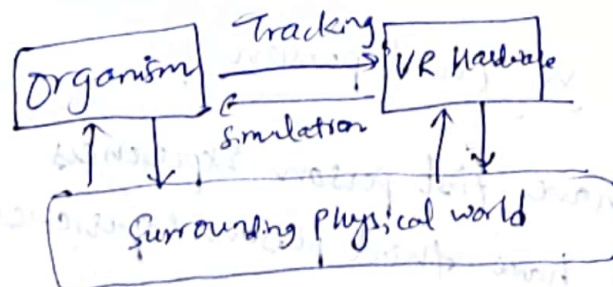 Tracking
Organism
VR Hardware
Simulation
Surrounding physical world